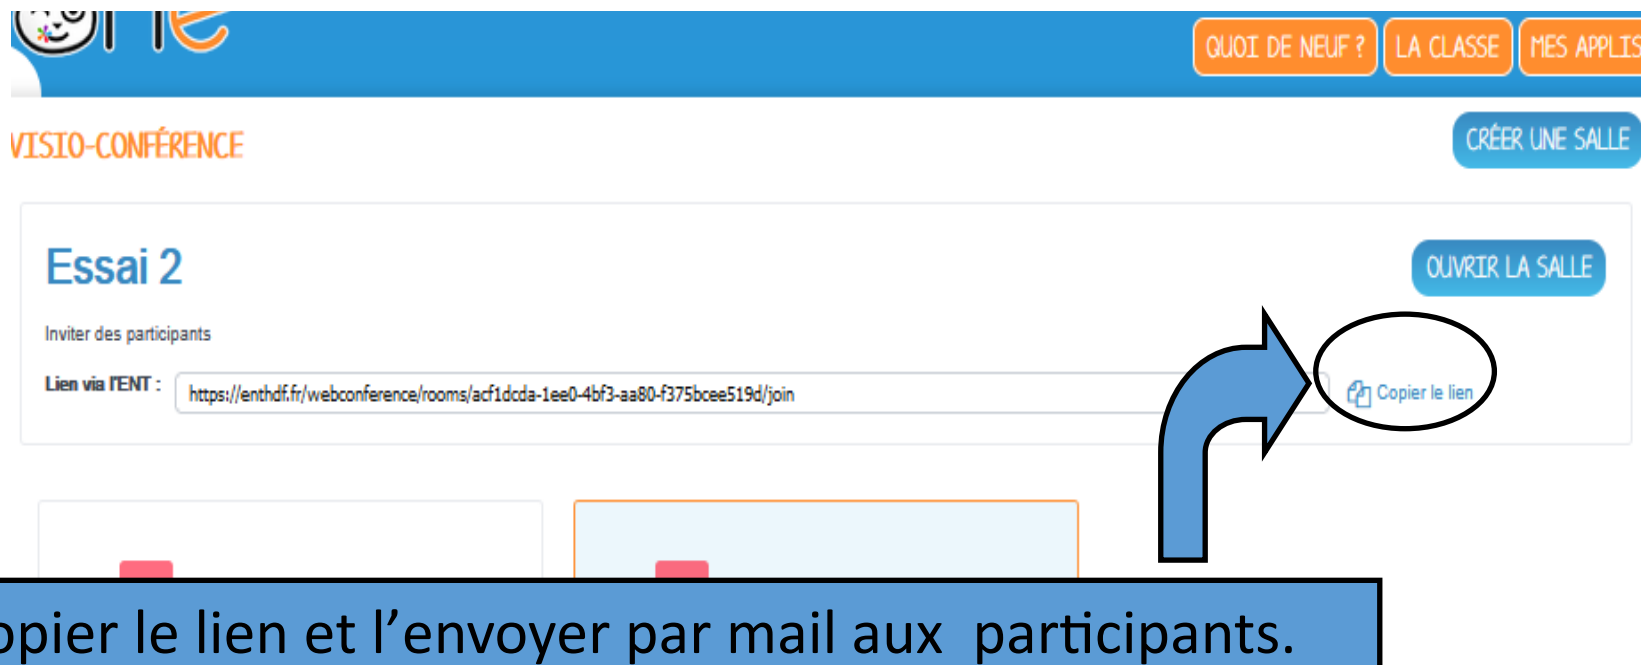 QUOI DE NEUF ? LA CLASSE MES APPLIS
VISIO-CONFÉRENCE
CRÉER UNE SALLE
Essai 2
OUVRIR LA SALLE
Inviter des participants
Lien via l'ENT : https://enthdf.fr/webconference/rooms/acf1dcda-1ee0-4bf3-aa80-f375bcee519d/join Copier le lien
opier le lien et l’envoyer par mail aux participants.